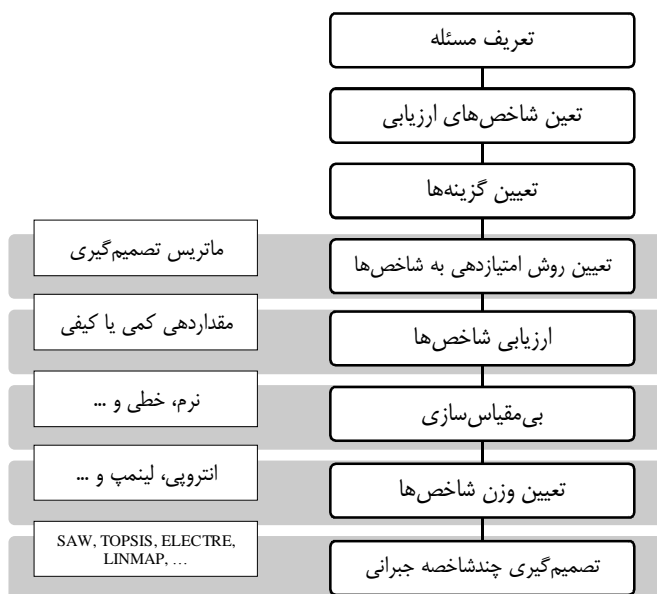 تعریف مسئله
تعین شاخص‌های ارزیابی
تعیین گزینه‌ها
تعیین روش امتیازدهی به شاخص‌ها
ماتریس تصمیم‌گیری
ارزیابی شاخص‌ها
مقداردهی کمی یا کیفی
بی‌مقیاس‌سازی
نرم، خطی و ...
تعیین وزن شاخص‌ها
انتروپی، لینمپ و ...
تصمیم‌گیری چندشاخصه جبرانی
SAW, TOPSIS, ELECTRE,
LINMAP, …